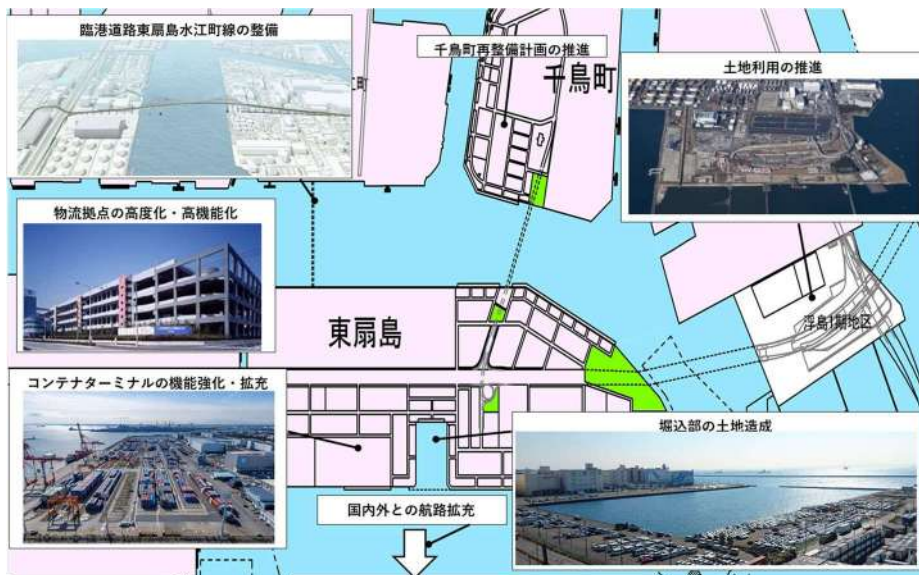 臨港道路東扇島水江町線の整備
千鳥町再整備計画の推進
千鳥町
土地利用の推進
物流拠点の高度化・高機能化
東扇島
浮島1期地区
コンテナターミナルの機能強化・拡充
堀込部の土地造成
国内外との航路拡充